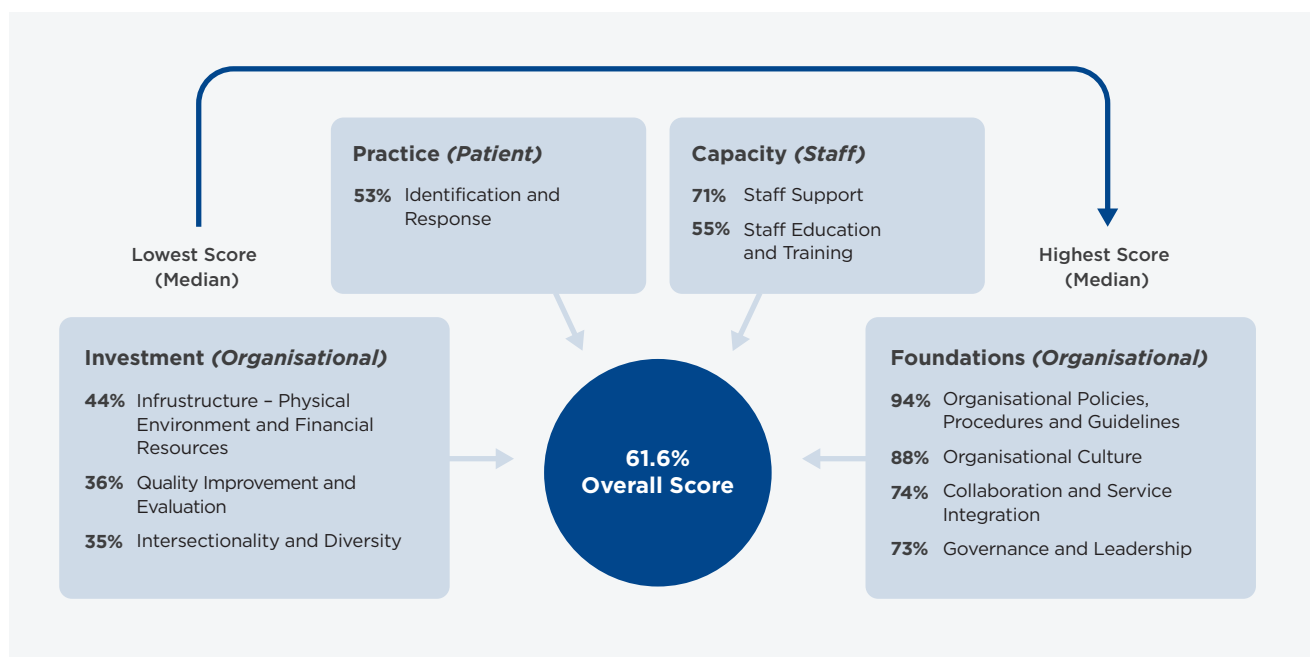 Practice (Patient)
53% Identification and
Response
Capacity (Staff)
71% Staff Support
55% Staff Education
and Training
Lowest Score
(Median)
Highest Score
(Median)
Investment (Organisational)
44% Infrustructure – Physical
Environment and Financial
Resources
36% Quality Improvement and
Evaluation
35% Intersectionality and Diversity
61.6%
Overall Score
Foundations (Organisational)
94% Organisational Policies,
Procedures and Guidelines
88% Organisational Culture
74% Collaboration and Service
Integration
73% Governance and Leadership